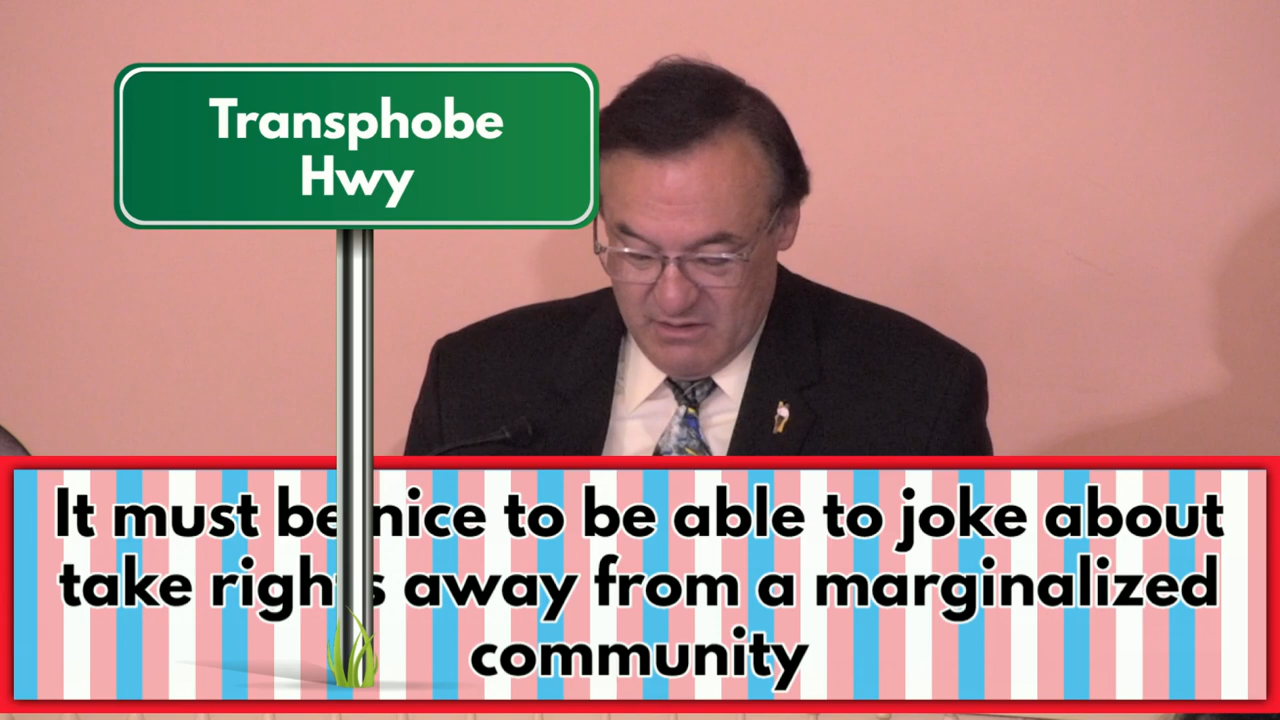 Transphobe
Hwy
It must be nice to be able to joke about
take rights away from a marginalized
community